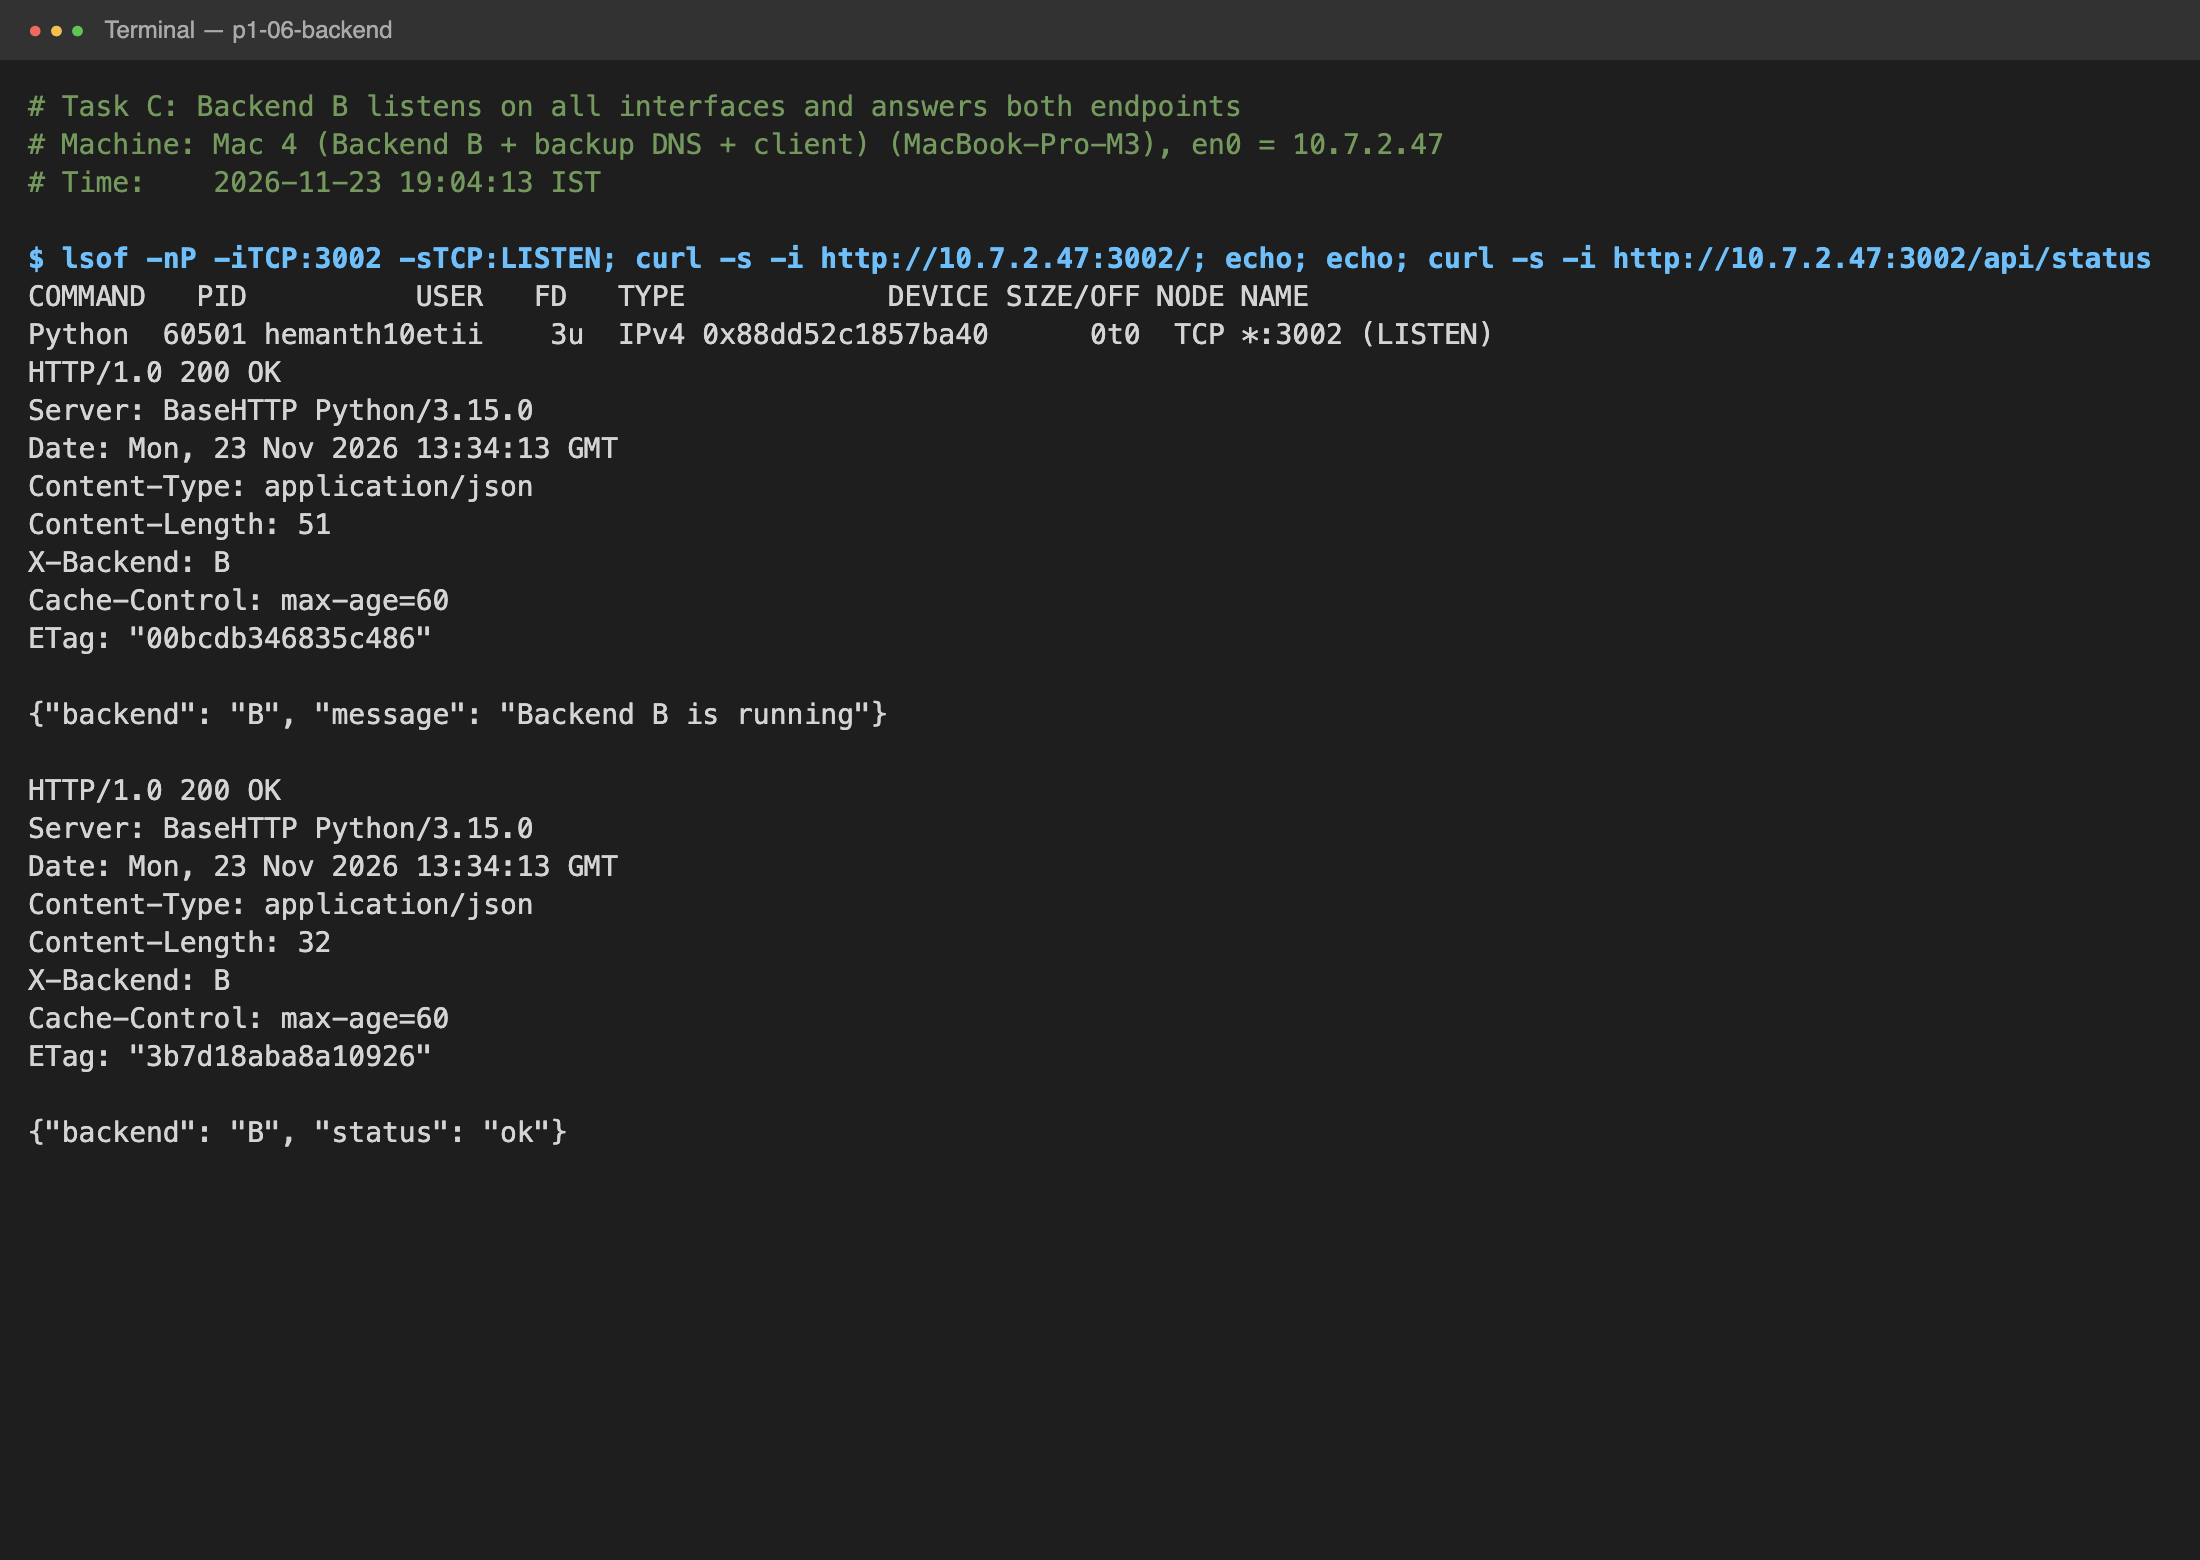 Terminal — p1-06-backend
# Task C: Backend B listens on all interfaces and answers both endpoints
# Machine: Mac 4 (Backend B + backup DNS + client) (MacBook-Pro-M3), en0 = 10.7.2.47
# Time:    2026-11-23 19:04:13 IST
$ lsof -nP -iTCP:3002 -sTCP:LISTEN; curl -s -i http://10.7.2.47:3002/; echo; echo; curl -s -i http://10.7.2.47:3002/api/status
COMMAND   PID          USER   FD   TYPE            DEVICE SIZE/OFF NODE NAME
Python  60501 hemanth10etii    3u  IPv4 0x88dd52c1857ba40      0t0  TCP *:3002 (LISTEN)
HTTP/1.0 200 OK
Server: BaseHTTP Python/3.15.0
Date: Mon, 23 Nov 2026 13:34:13 GMT
Content-Type: application/json
Content-Length: 51
X-Backend: B
Cache-Control: max-age=60
ETag: "00bcdb346835c486"
{"backend": "B", "message": "Backend B is running"}
HTTP/1.0 200 OK
Server: BaseHTTP Python/3.15.0
Date: Mon, 23 Nov 2026 13:34:13 GMT
Content-Type: application/json
Content-Length: 32
X-Backend: B
Cache-Control: max-age=60
ETag: "3b7d18aba8a10926"
{"backend": "B", "status": "ok"}